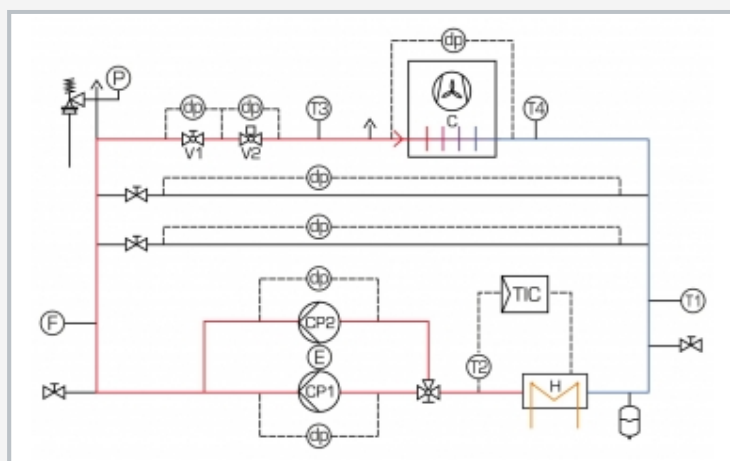 dp
P
dp dp T3 C T4
V1 V2
dp
dp
dp
TIC
F CP2 T1
E T2
CP1 H
dp